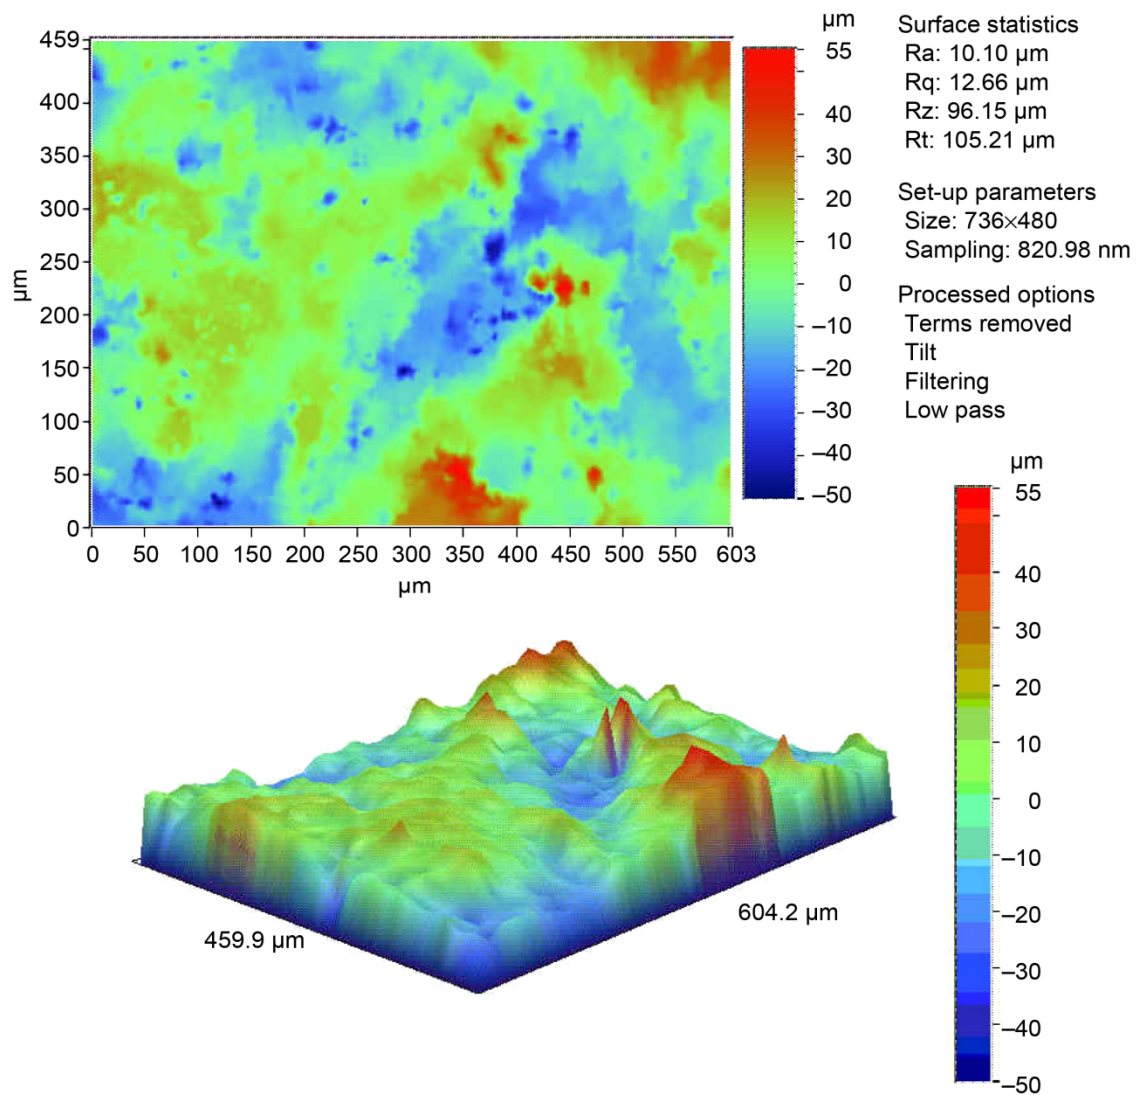 µm
459
400
350
300
250
200
150
100
50
0
µm
0 50 100 150 200 250 300 350 400 450 500 550 603
µm
55
40
30
20
10
0
–10
–20
–30
–40
–50
Surface statistics
Ra: 10.10 µm
Rq: 12.66 µm
Rz: 96.15 µm
Rt: 105.21 µm
Set-up parameters
Size: 736×480
Sampling: 820.98 nm
Processed options
Terms removed
Tilt
Filtering
Low pass
µm
55
40
30
20
10
0
–10
–20
–30
–40
–50
459.9 µm
604.2 µm